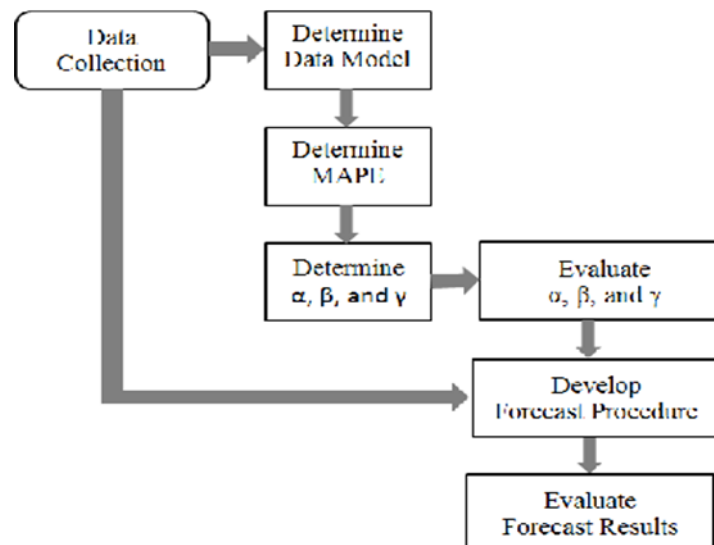 Data
Collection
Determine
Data Model
Determine
MAPE
Determine
α, β, and γ
Evaluate
α, β, and γ
Develop
Forecast Procedure
Evaluate
Forecast Results